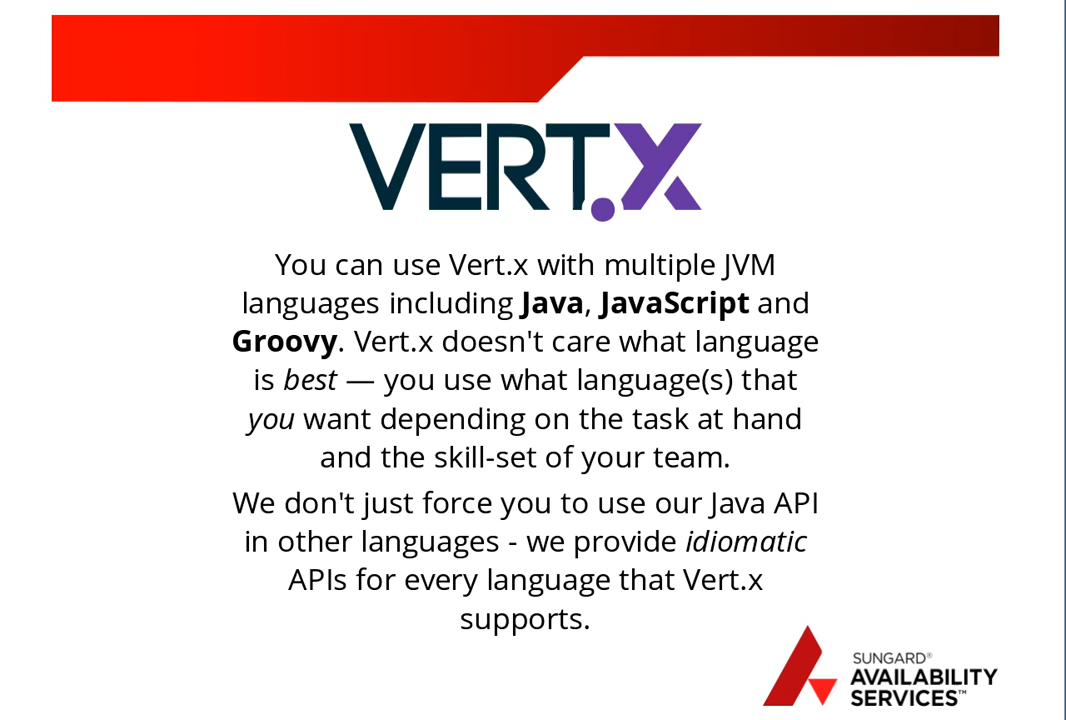 VERT.X
You can use Vert.x with multiple JVM
languages including Java, JavaScript and
Groovy. Vert.x doesn't care what language
is best — you use what language(s) that
you want depending on the task at hand
and the skill-set of your team.
We don't just force you to use our Java API
in other languages - we provide idiomatic
APIs for every language that Vert.x
supports.
SUNGARD®
AVAILABILITY
SERVICES™